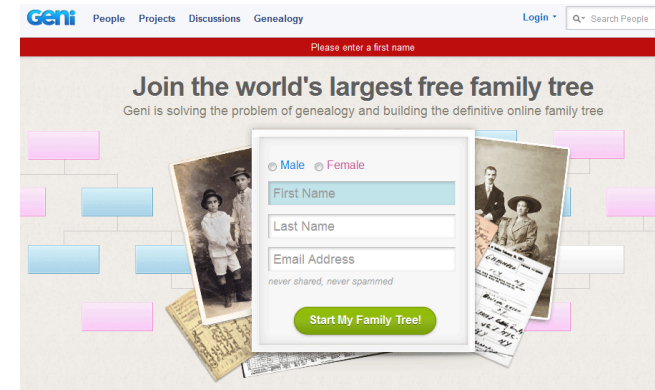 Geni People Projects Discussions Genealogy Login Search People
Please enter a first name
Join the world's largest free family tree
Geni is solving the problem of genealogy and building the definitive online family tree
Male Female
First Name
Last Name
Email Address
never shared, never spammed
Start My Family Tree!